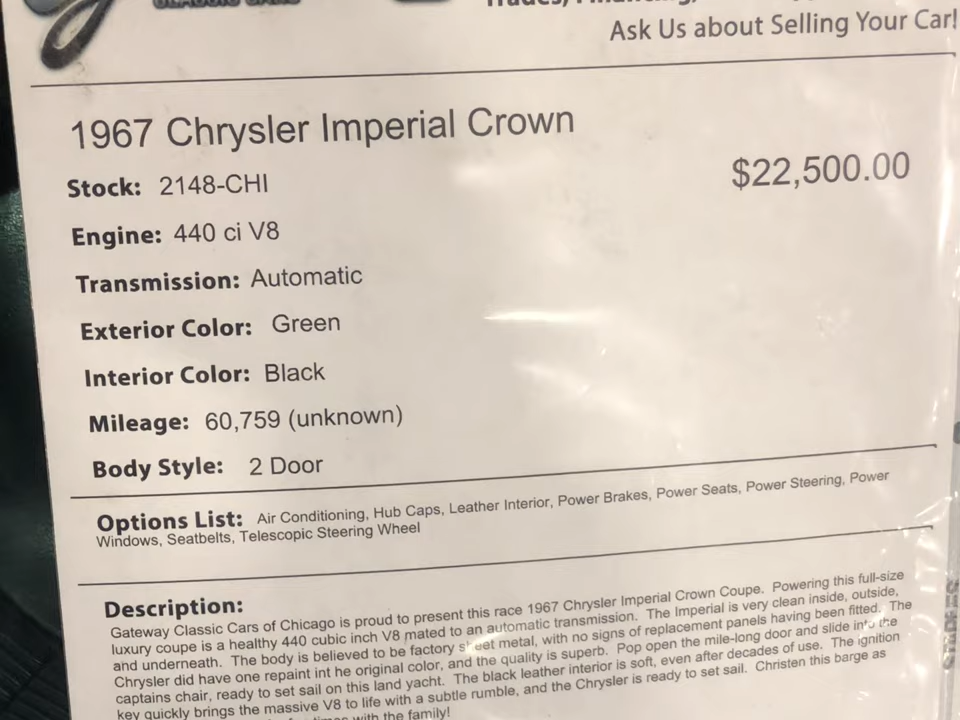 Ask Us about Selling Your Car!
1967 Chrysler Imperial Crown
$22,500.00
Stock: 2148-CHI
Engine: 440 ci V8
Transmission: Automatic
Exterior Color: Green
Interior Color: Black
Mileage: 60,759 (unknown)
Body Style: 2 Door
Options List: Air Conditioning, Hub Caps, Leather Interior, Power Brakes, Power Seats, Power Steering, Power
Windows, Seatbelts, Telescopic Steering Wheel
Description:
Gateway Classic Cars of Chicago is proud to present this race 1967 Chrysler Imperial Crown Coupe. Powering this full-size
luxury coupe is a healthy 440 cubic inch V8 mated to an automatic transmission. The Imperial is very clean inside, outside,
and underneath. The body is believed to be factory sheet metal, with no signs of replacement panels having been fitted. The
Chrysler did have one repaint int he original color, and the quality is superb. Pop open the mile-long door and slide into the
captains chair, ready to set sail on this land yacht. The black leather interior is soft, even after decades of use. The ignition
key quickly brings the massive V8 to life with a subtle rumble, and the Chrysler is ready to set sail. Christen this barge as
with the family!